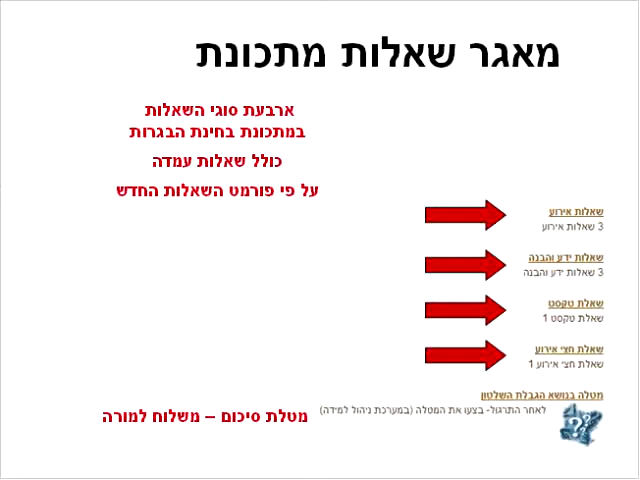 מאגר שאלות מתכונת
ארבעת סוגי השאלות
במתכונת בחינת הבגרות
כולל שאלות עמדה
על פי פורמט השאלות החדש
שאלות אירוע
3 שאלות אירוע
שאלות ידע והבנה
3 שאלות ידע והבנה
שאלת טקסט
שאלת טקסט 1
שאלת חצי אירוע
שאלת חצי אירוע 1
מטלה בנושא הגבלת השלטון
לאחר התרגול- בצעו את המטלה (במערכת ניהול למידה)
מטלת סיכום – משלוח למורה